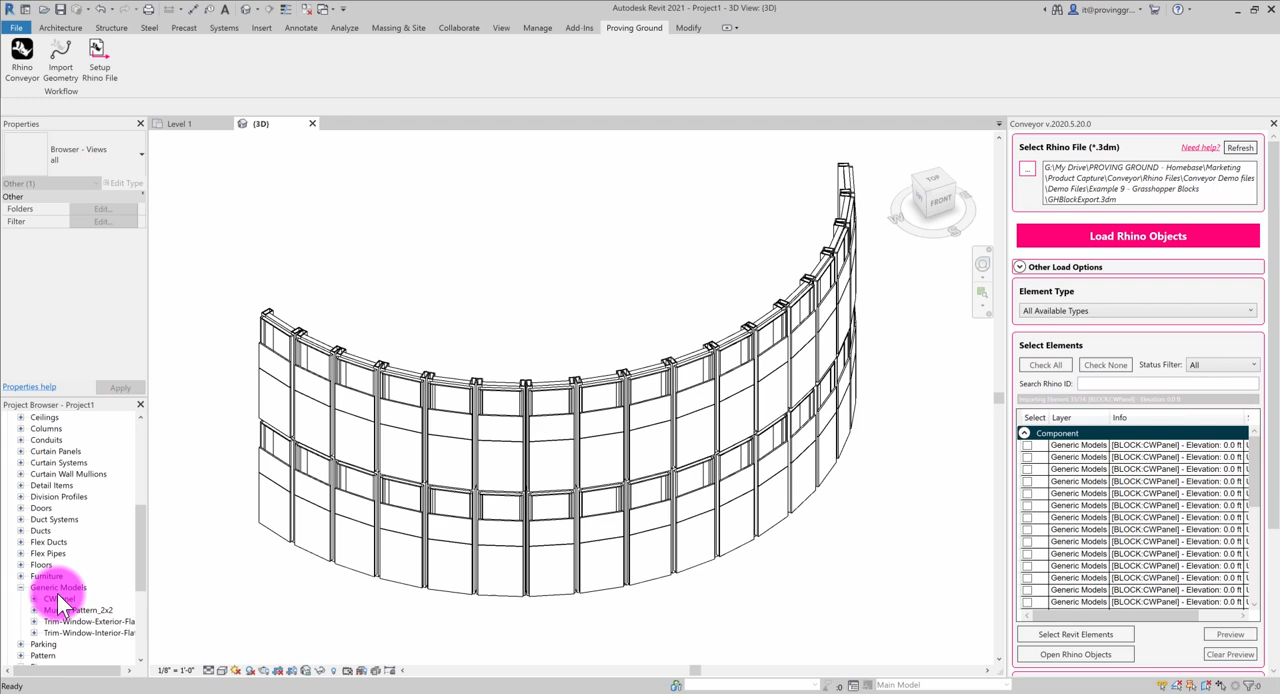 Autodesk Revit 2021 - Project1 - 3D View: {3D}
it@provinggr...
File Architecture Structure Steel Precast Systems Insert Annotate Analyze Massing & Site Collaborate View Manage Add-Ins Proving Ground Modify
Rhino Conveyor
Import Geometry
Setup Rhino File
Workflow
Properties
Level 1
{3D}
Browser - Views
all
Other (1)
Edit Type
Other
Folders Edit...
Filter Edit...
Properties help
Apply
Project Browser - Project1
Ceilings
Columns
Conduits
Curtain Panels
Curtain Systems
Curtain Wall Mullions
Detail Items
Division Profiles
Doors
Duct Systems
Ducts
Flex Ducts
Flex Pipes
Floors
Furniture
Generic Models
Trim-Window-Exterior-Fla
Trim-Window-Interior-Fla
Parking
Pattern
Ready
TOP
FRONT
W
S
1/8" = 1'-0"
:0
Main Model
:0
Conveyor v.2020.5.20.0
Select Rhino File (*.3dm)
Need help?
Refresh
...
G:\My Drive\PROVING GROUND - Homebase\Marketing
\Product Capture\Conveyor\Rhino Files\Conveyor Demo files
\Demo Files\Example 9 - Grasshopper Blocks
\GHBlockExport.3dm
Load Rhino Objects
Other Load Options
Element Type
All Available Types
Select Elements
Check All Check None Status Filter: All
Search Rhino ID:
Select Layer Info
Component
Generic Models [BLOCK:CWPanel] - Elevation: 0.0 ft
Generic Models [BLOCK:CWPanel] - Elevation: 0.0 ft
Generic Models [BLOCK:CWPanel] - Elevation: 0.0 ft
Generic Models [BLOCK:CWPanel] - Elevation: 0.0 ft
Generic Models [BLOCK:CWPanel] - Elevation: 0.0 ft
Generic Models [BLOCK:CWPanel] - Elevation: 0.0 ft
Generic Models [BLOCK:CWPanel] - Elevation: 0.0 ft
Generic Models [BLOCK:CWPanel] - Elevation: 0.0 ft
Generic Models [BLOCK:CWPanel] - Elevation: 0.0 ft
Generic Models [BLOCK:CWPanel] - Elevation: 0.0 ft
Generic Models [BLOCK:CWPanel] - Elevation: 0.0 ft
Generic Models [BLOCK:CWPanel] - Elevation: 0.0 ft
Generic Models [BLOCK:CWPanel] - Elevation: 0.0 ft
Generic Models [BLOCK:CWPanel] - Elevation: 0.0 ft
Select Revit Elements
Preview
Open Rhino Objects
Clear Preview